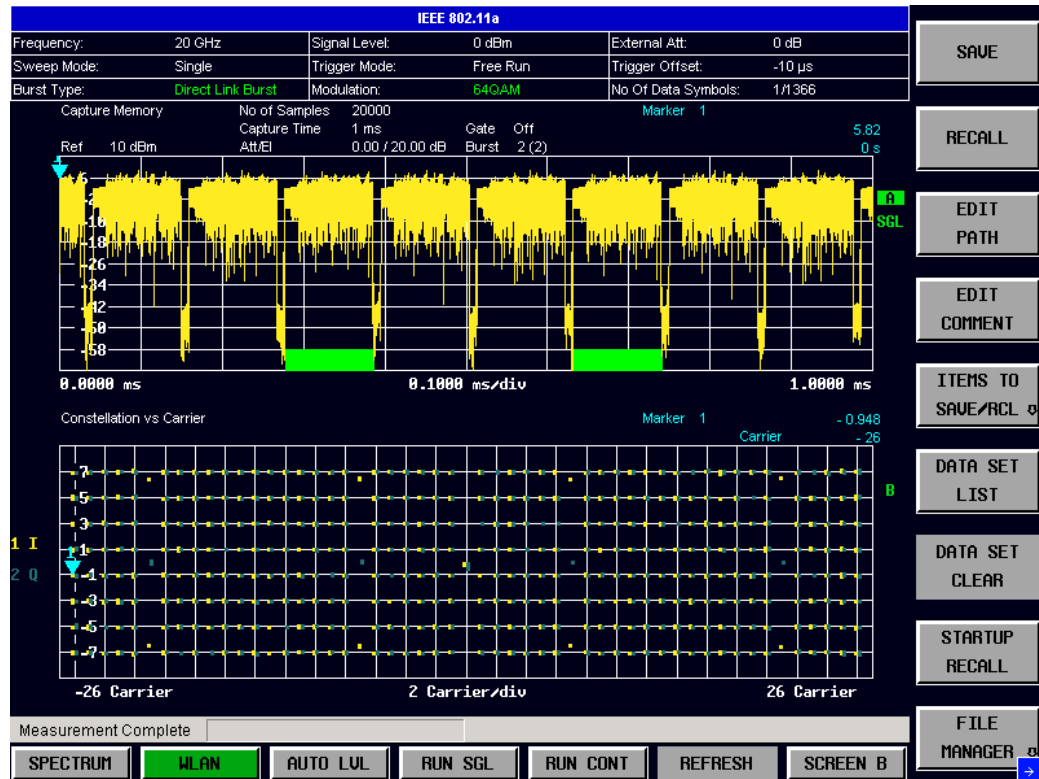 IEEE 802.11a
Frequency: 20 GHz Signal Level: 0 dBm External Att: 0 dB
Sweep Mode: Single Trigger Mode: Free Run Trigger Offset: -10 µs
Burst Type: Direct Link Burst Modulation: 64QAM No Of Data Symbols: 1/1366
Capture Memory No of Samples 20000 Marker 1
Capture Time 1 ms Gate Off 5.82
Ref 10 dBm Att/El 0.00 / 20.00 dB Burst 2 (2) 0 s
A
SGL
-18
-26
-34
-58
0.0000 ms 0.1000 ms/div 1.0000 ms
Constellation vs Carrier Marker 1 - 0.948
Carrier - 26
7
B
5
3
1 I
1
2 Q
-1
-3
-5
-7
-26 Carrier 2 Carrier/div 26 Carrier
Measurement Complete
SPECTRUM WLAN AUTO LVL RUN SGL RUN CONT REFRESH SCREEN B
SAVE
RECALL
EDIT
PATH
EDIT
COMMENT
ITEMS TO
SAVE/RCL
DATA SET
LIST
DATA SET
CLEAR
STARTUP
RECALL
FILE
MANAGER